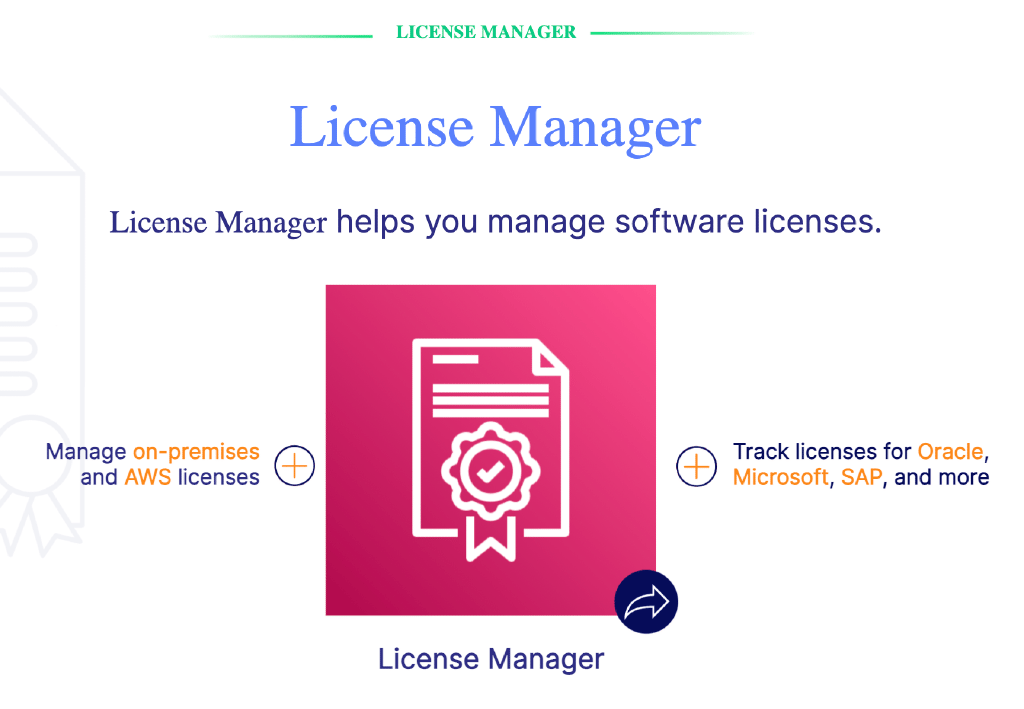 LICENSE MANAGER
License Manager
License Manager helps you manage software licenses.
Manage on-premises
and AWS licenses
Track licenses for Oracle,
Microsoft, SAP, and more
License Manager